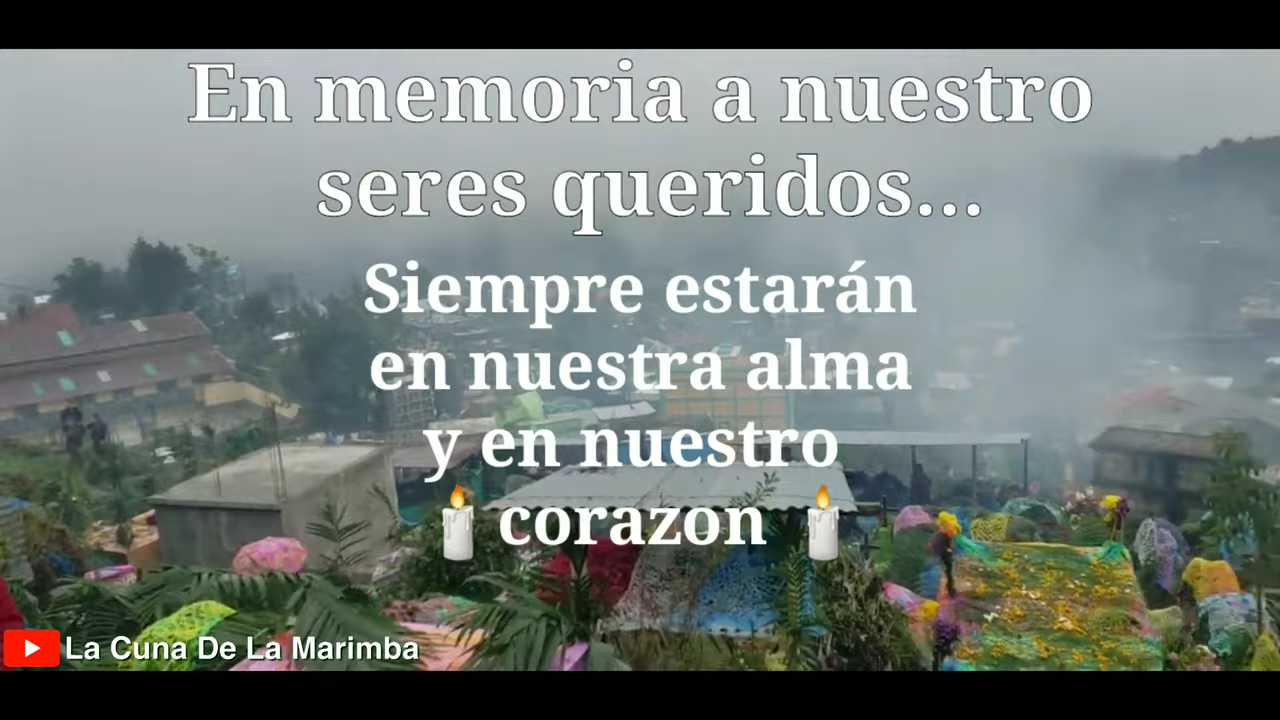 En memoria a nuestro
seres queridos...
Siempre estarán
en nuestra alma
y en nuestro
🕯️corazon🕯️
La Cuna De La Marimba